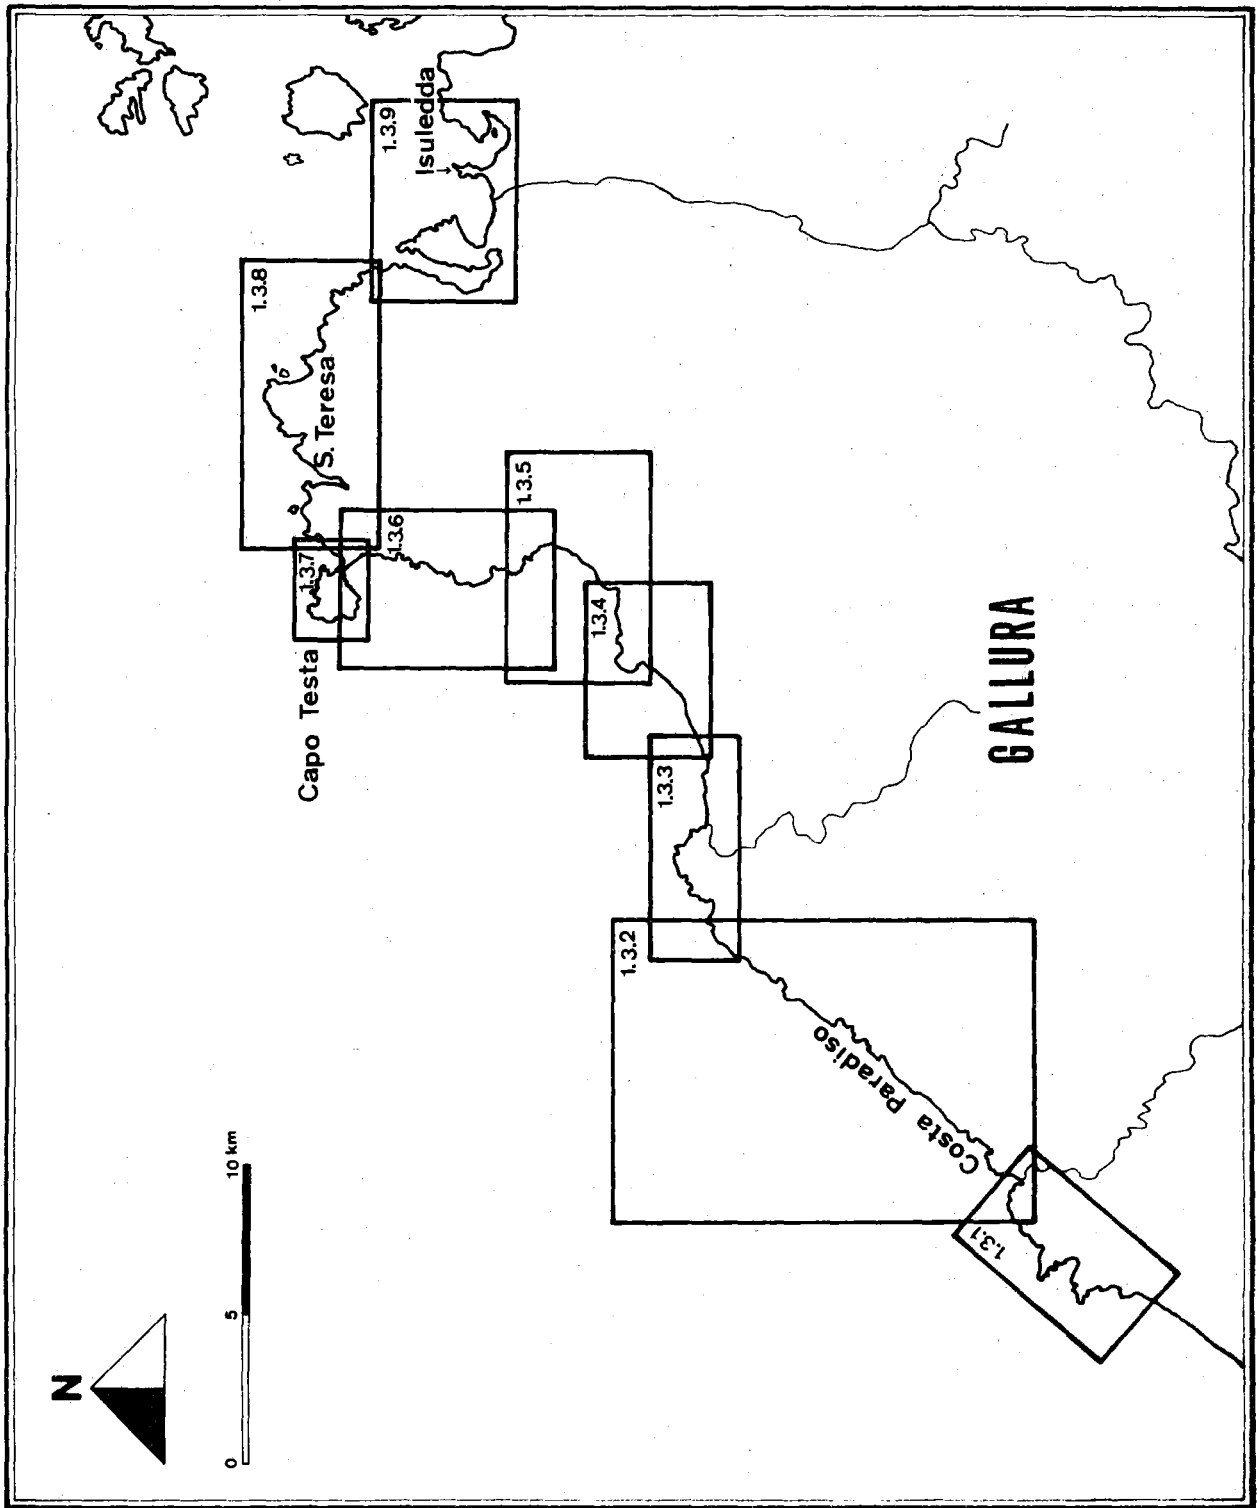 N
0 5 10 km
1.3.8
1.3.9
Isuledda
S. Teresa
1.3.7
1.3.6
1.3.5
Capo Testa
1.3.4
1.3.3
1.3.2
Costa Paradiso
1.3.1
GALLURA